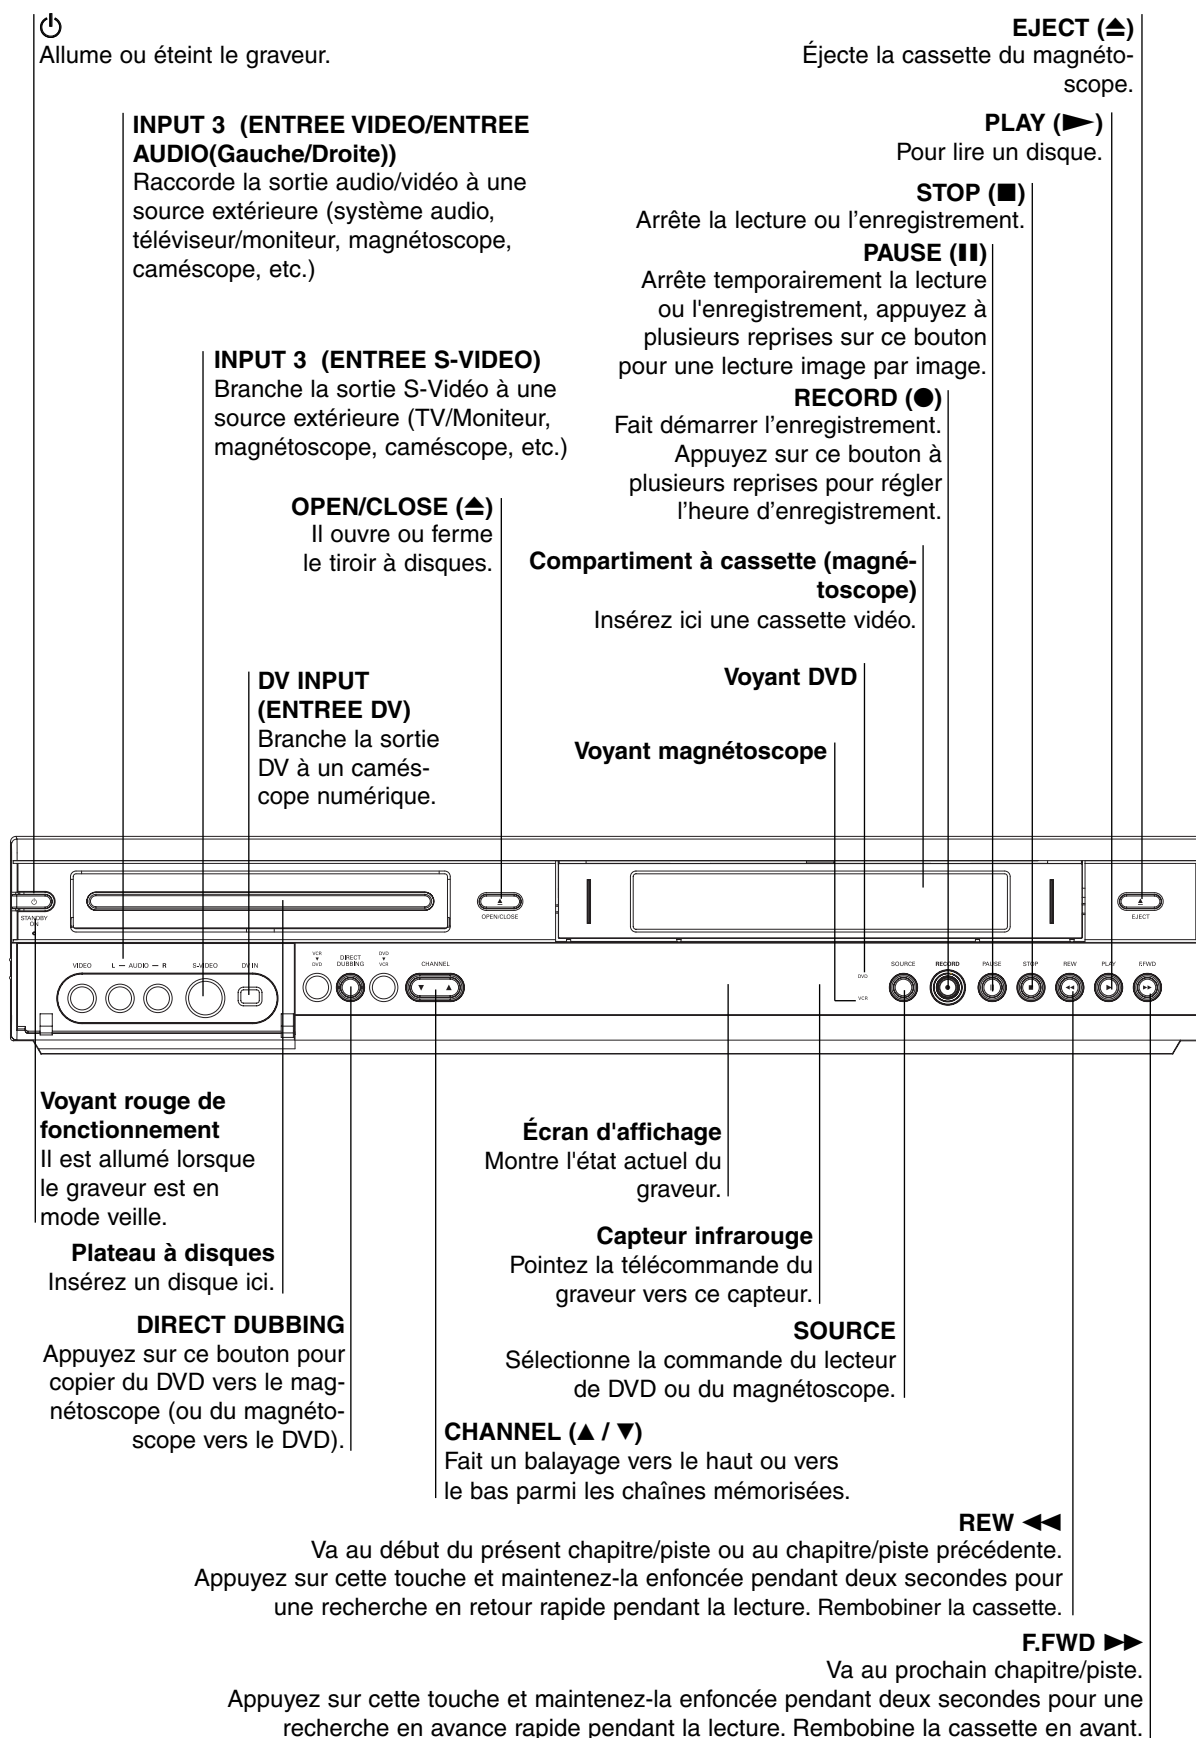 ⏻
Allume ou éteint le graveur.
EJECT (⏏)
Éjecte la cassette du magnéto-
scope.
INPUT 3  (ENTREE VIDEO/ENTREE
AUDIO(Gauche/Droite))
Raccorde la sortie audio/vidéo à une
source extérieure (système audio,
téléviseur/moniteur, magnétoscope,
caméscope, etc.)
PLAY (►)
Pour lire un disque.
STOP (■)
Arrête la lecture ou l’enregistrement.
PAUSE (II)
Arrête temporairement la lecture
ou l'enregistrement, appuyez à
plusieurs reprises sur ce bouton
pour une lecture image par image.
INPUT 3  (ENTREE S-VIDEO)
Branche la sortie S-Vidéo à une
source extérieure (TV/Moniteur,
magnétoscope, caméscope, etc.)
RECORD (●)
Fait démarrer l’enregistrement.
Appuyez sur ce bouton à
plusieurs reprises pour régler
l’heure d’enregistrement.
OPEN/CLOSE (⏏)
Il ouvre ou ferme
le tiroir à disques.
Compartiment à cassette (magné-
toscope)
Insérez ici une cassette vidéo.
DV INPUT
(ENTREE DV)
Branche la sortie
DV à un camés-
cope numérique.
Voyant DVD
Voyant magnétoscope
STANDBY
ON
OPEN/CLOSE
EJECT
VIDEO
L — AUDIO — R
S-VIDEO
DV IN
VCR
▼
DVD
DIRECT
DUBBING
DVD
▼
VCR
CHANNEL
▼ ▲
DVD
VCR
SOURCE
RECORD
PAUSE
STOP
REW
PLAY
F.FWD
Voyant rouge de
fonctionnement
Il est allumé lorsque
le graveur est en
mode veille.
Plateau à disques
Insérez un disque ici.
DIRECT DUBBING
Appuyez sur ce bouton pour
copier du DVD vers le mag-
nétoscope (ou du magnéto-
scope vers le DVD).
Écran d'affichage
Montre l'état actuel du
graveur.
Capteur infrarouge
Pointez la télécommande du
graveur vers ce capteur.
SOURCE
Sélectionne la commande du lecteur
de DVD ou du magnétoscope.
CHANNEL (▲ / ▼)
Fait un balayage vers le haut ou vers
le bas parmi les chaînes mémorisées.
REW ◄◄
Va au début du présent chapitre/piste ou au chapitre/piste précédente.
Appuyez sur cette touche et maintenez-la enfoncée pendant deux secondes pour
une recherche en retour rapide pendant la lecture. Rembobiner la cassette.
F.FWD ►►
Va au prochain chapitre/piste.
Appuyez sur cette touche et maintenez-la enfoncée pendant deux secondes pour une
recherche en avance rapide pendant la lecture. Rembobine la cassette en avant.